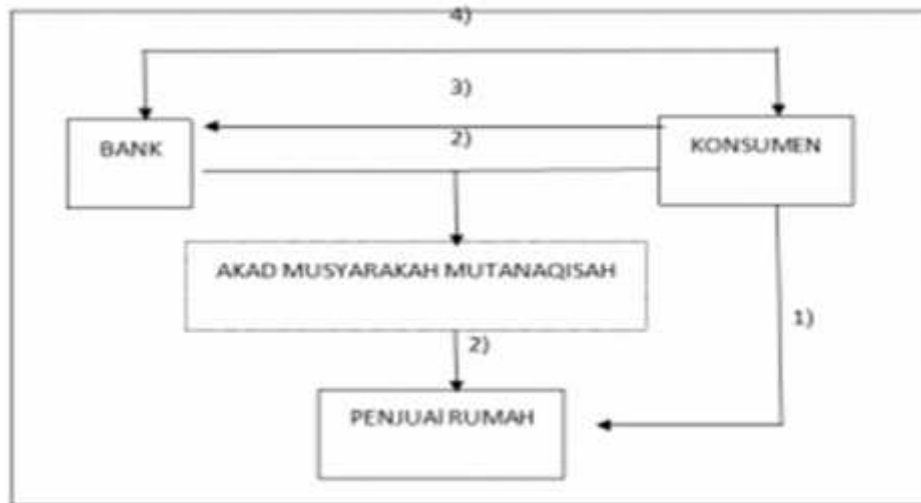 4)
3)
BANK
2)
KONSUMEN
AKAD MUSYARAKAH MUTANAQISAH
1)
2)
PENJUAl RUMAH